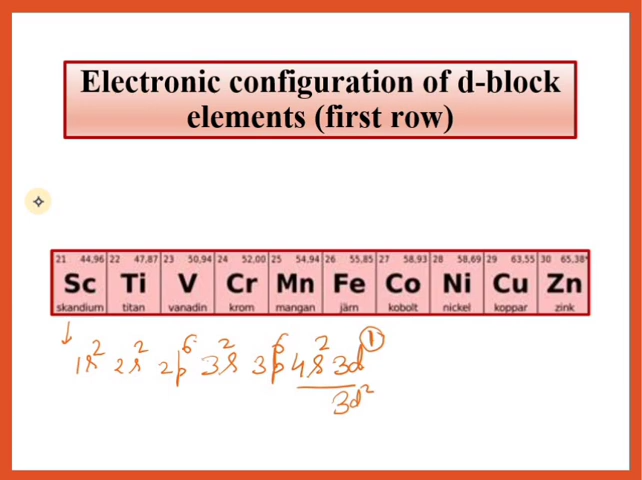 Electronic configuration of d-block
elements (first row)
21 44,96 22 47,87 23 50,94 24 52,00 25 54,94 26 55,85 27 58,93 28 58,69 29 63,55 30 65,38*
Sc Ti V Cr Mn Fe Co Ni Cu Zn
skandium titan vanadin krom mangan järn kobolt nickel koppar zink
↓ 1s² 2s² 2p⁶ 3s² 3p⁶ 4s² 3d①
3d²